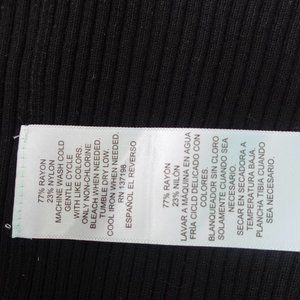 77% RAYON
23% NYLON
MACHINE WASH COLD
GENTLE CYCLE
WITH LIKE COLORS.
ONLY NON-CHLORINE
BLEACH WHEN NEEDED.
TUMBLE DRY LOW.
COOL IRON WHEN NEEDED.
RN 137198
ESPAÑOL EL REVERSO
77% RAYON
23% NILON
LAVAR A MAQUINA EN AGUA
FRIA CICLO DELICADO CON
COLORES.
BLANQUEADOR SIN CLORO
SOLAMENTE CUANDO SEA
NECESARIO.
SECAR EN SECADORA A
TEMPERATURA BAJA,
PLANCHA TIBIA CUANDO
SEA NECESARIO.